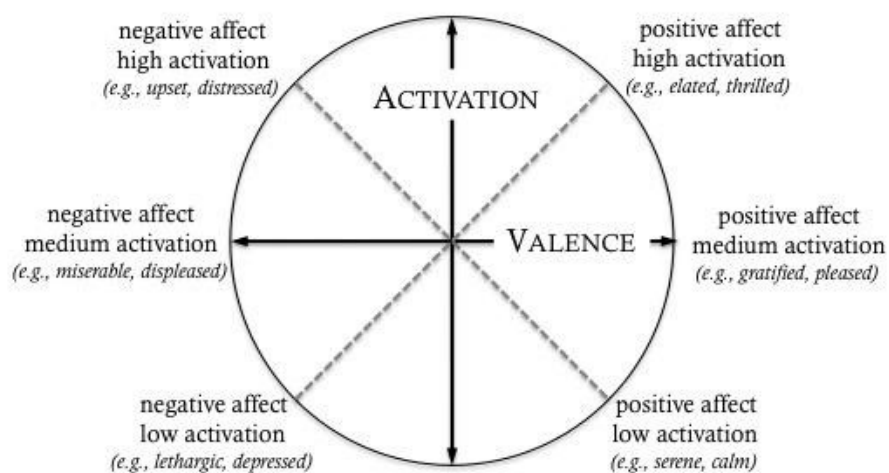 negative affect
high activation
(e.g., upset, distressed)
positive affect
high activation
(e.g., elated, thrilled)
ACTIVATION
negative affect
medium activation
(e.g., miserable, displeased)
VALENCE
positive affect
medium activation
(e.g., gratified, pleased)
negative affect
low activation
(e.g., lethargic, depressed)
positive affect
low activation
(e.g., serene, calm)